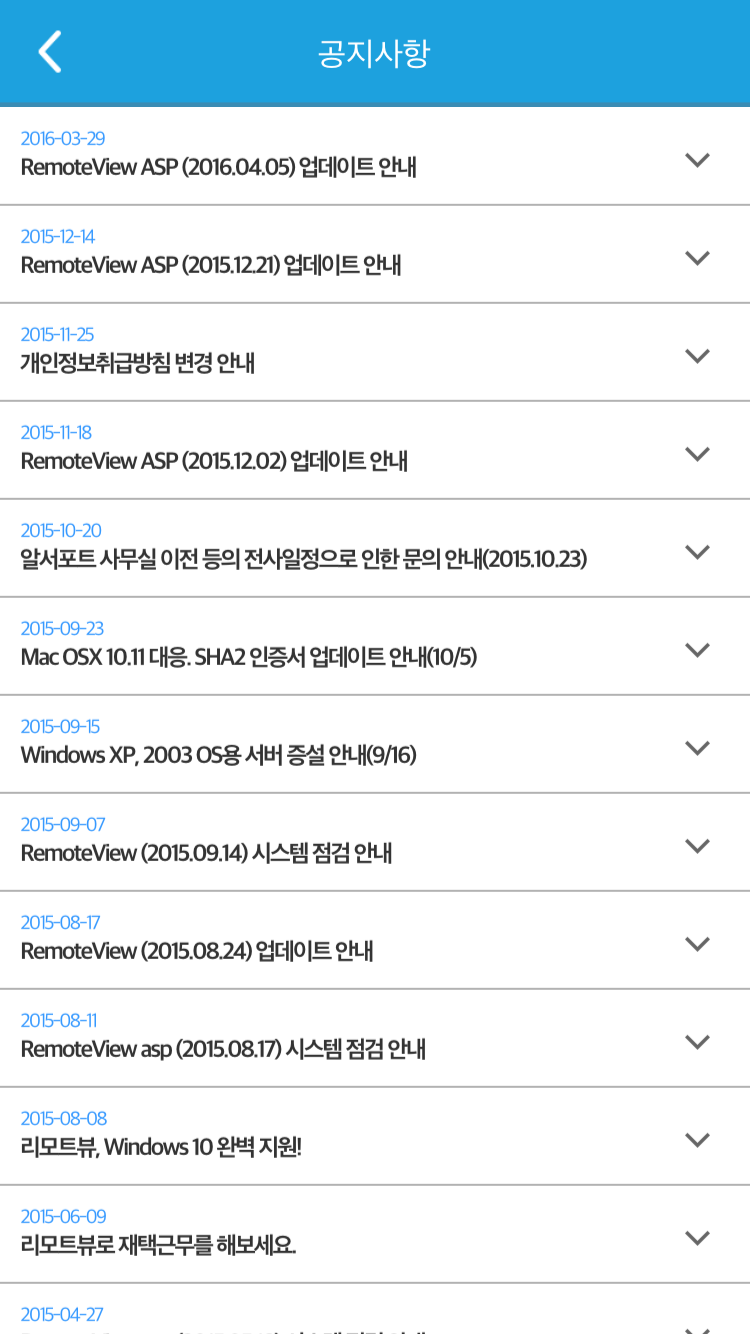 공지사항
2016-03-29
RemoteView ASP (2016.04.05) 업데이트 안내
2015-12-14
RemoteView ASP (2015.12.21) 업데이트 안내
2015-11-25
개인정보취급방침 변경 안내
2015-11-18
RemoteView ASP (2015.12.02) 업데이트 안내
2015-10-20
알서포트 사무실 이전 등의 전사일정으로 인한 문의 안내(2015.10.23)
2015-09-23
Mac OSX 10.11 대응. SHA2 인증서 업데이트 안내(10/5)
2015-09-15
Windows XP, 2003 OS용 서버 증설 안내(9/16)
2015-09-07
RemoteView (2015.09.14) 시스템 점검 안내
2015-08-17
RemoteView (2015.08.24) 업데이트 안내
2015-08-11
RemoteView asp (2015.08.17) 시스템 점검 안내
2015-08-08
리모트뷰, Windows 10 완벽 지원!
2015-06-09
리모트뷰로 재택근무를 해보세요.
2015-04-27